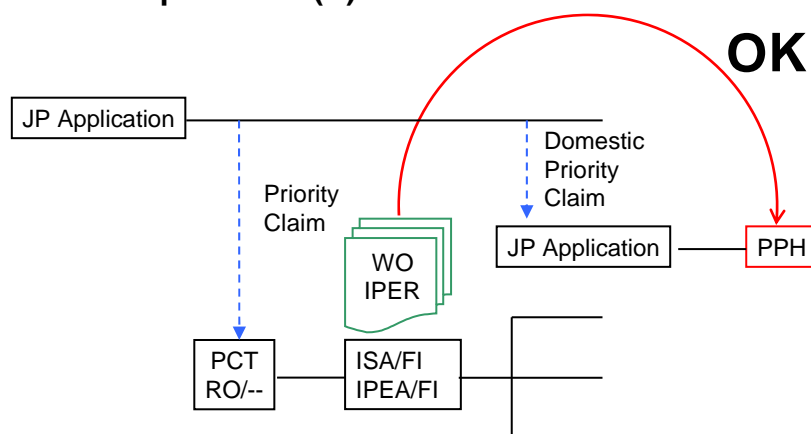 OK
JP Application
Domestic
Priority
Claim
Priority
Claim
WO
IPER
JP Application
PPH
PCT
RO/--
ISA/FI
IPEA/FI